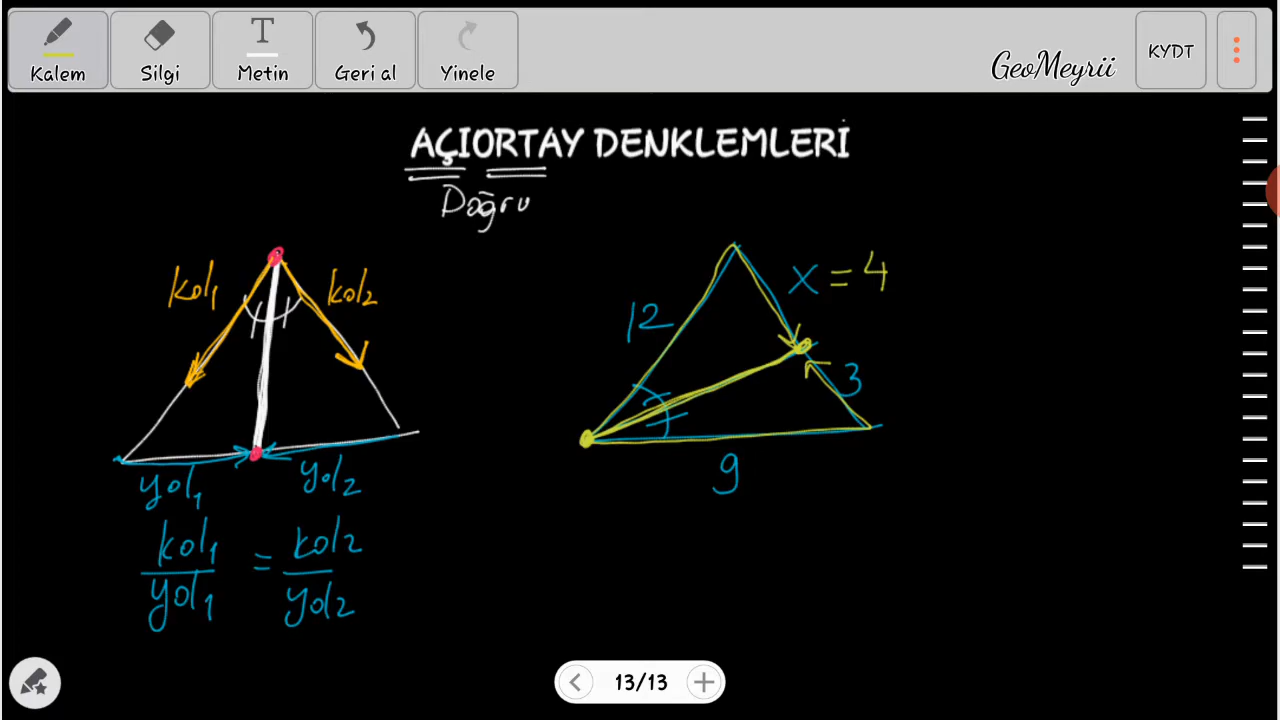 Kalem
Silgi
Metin
Geri al
Yinele
GeoMeyrii
KYDT
AÇIORTAY DENKLEMLERİ
Doğru
kol1
kol2
x = 4
12
3
9
yol1
yol2
kol1 / yol1 = kol2 / yol2
13/13